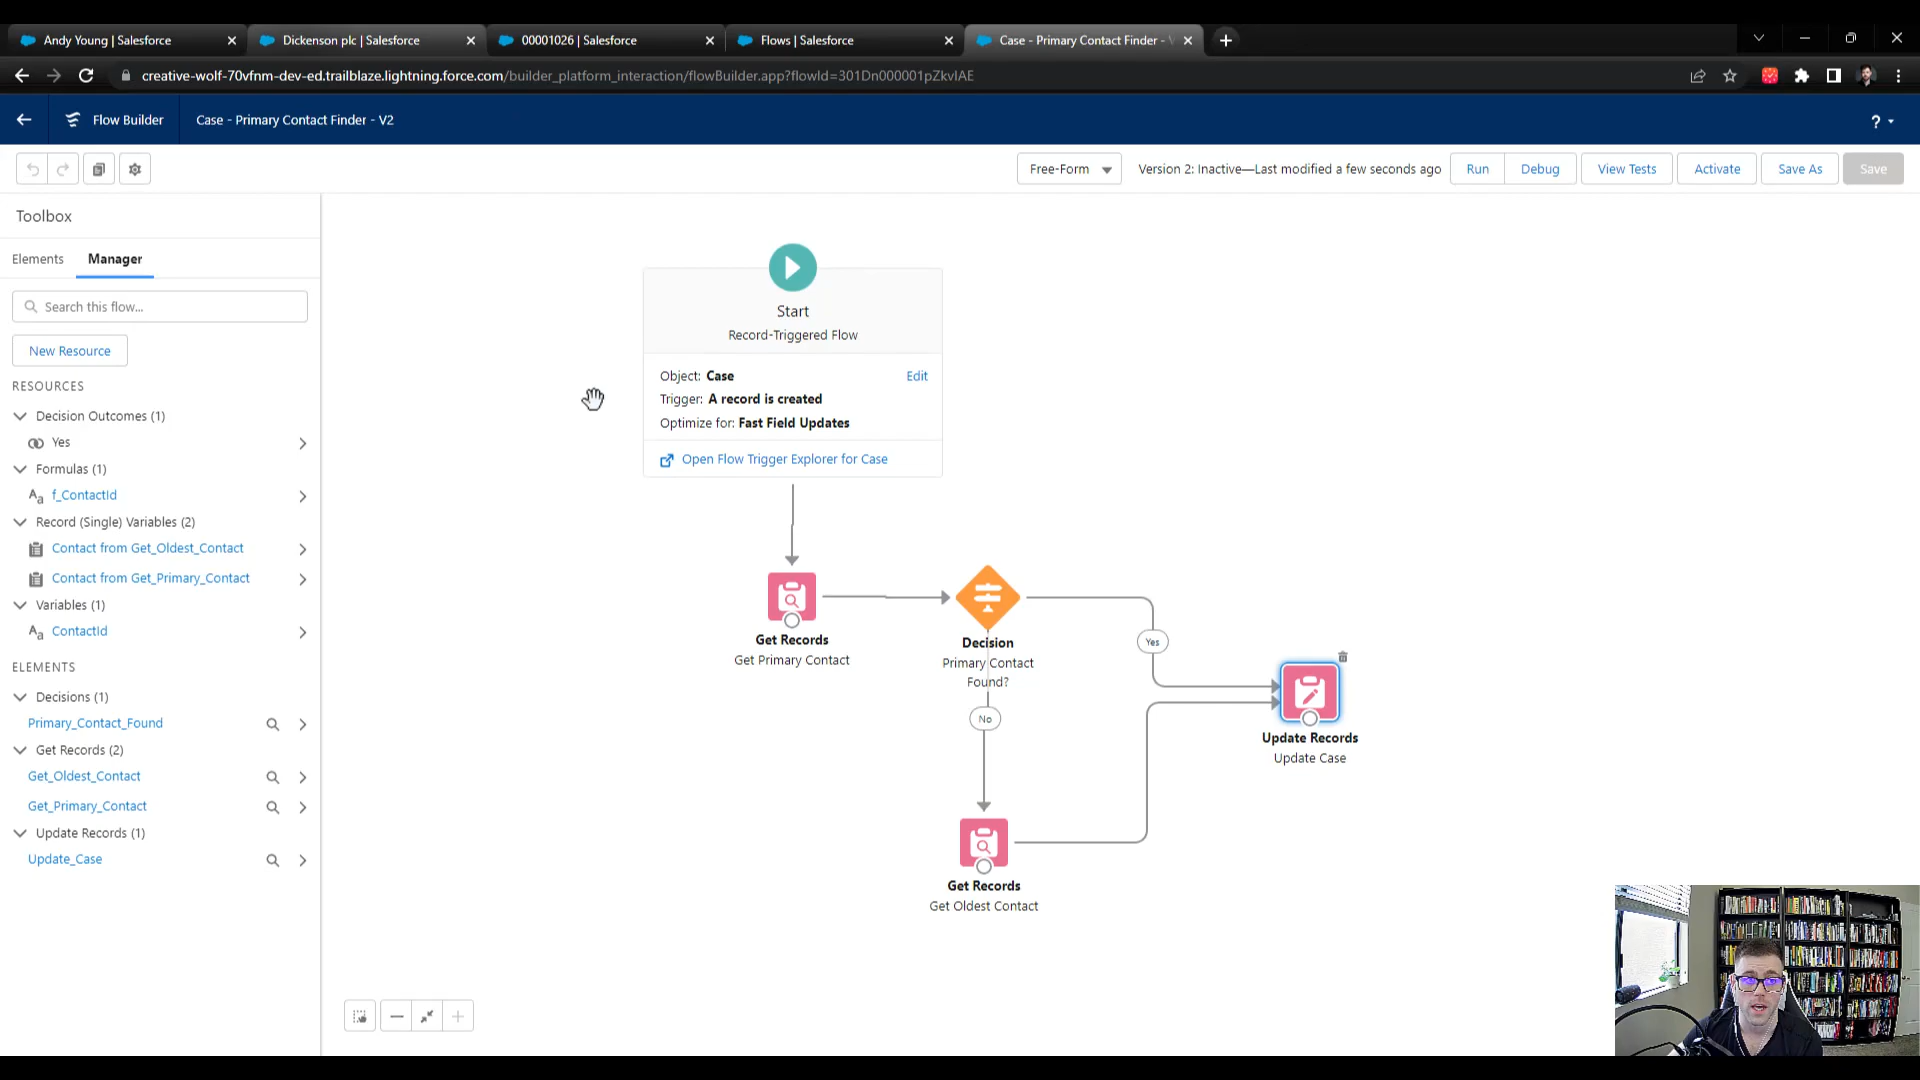 Andy Young | Salesforce
Dickenson plc | Salesforce
00001026 | Salesforce
Flows | Salesforce
Case - Primary Contact Finder -
creative-wolf-70vfnm-dev-ed.trailblaze.lightning.force.com/builder_platform_interaction/flowBuilder.app?flowId=301Dn000001pZkvIAE
Flow Builder
Case - Primary Contact Finder - V2
?
Free-Form
Version 2: Inactive—Last modified a few seconds ago
Run
Debug
View Tests
Activate
Save As
Save
Toolbox
Elements
Manager
Search this flow...
New Resource
RESOURCES
Decision Outcomes (1)
Yes
Formulas (1)
f_ContactId
Record (Single) Variables (2)
Contact from Get_Oldest_Contact
Contact from Get_Primary_Contact
Variables (1)
ContactId
ELEMENTS
Decisions (1)
Primary_Contact_Found
Get Records (2)
Get_Oldest_Contact
Get_Primary_Contact
Update Records (1)
Update_Case
Start
Record-Triggered Flow
Object: Case
Edit
Trigger: A record is created
Optimize for: Fast Field Updates
Open Flow Trigger Explorer for Case
Get Records
Get Primary Contact
Decision
Primary Contact
Found?
Yes
No
Update Records
Update Case
Get Records
Get Oldest Contact